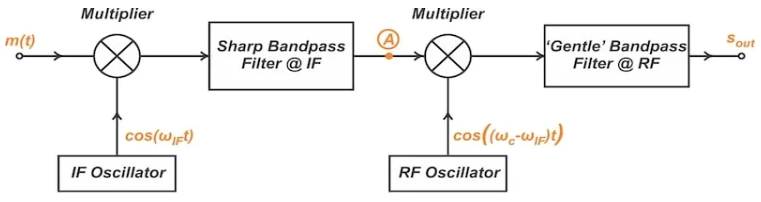 Multiplier
Multiplier
m(t)
Sharp Bandpass
Filter @ IF
A
'Gentle' Bandpass
Filter @ RF
s_out
cos(ω_IF t)
cos((ω_c-ω_IF)t)
IF Oscillator
RF Oscillator